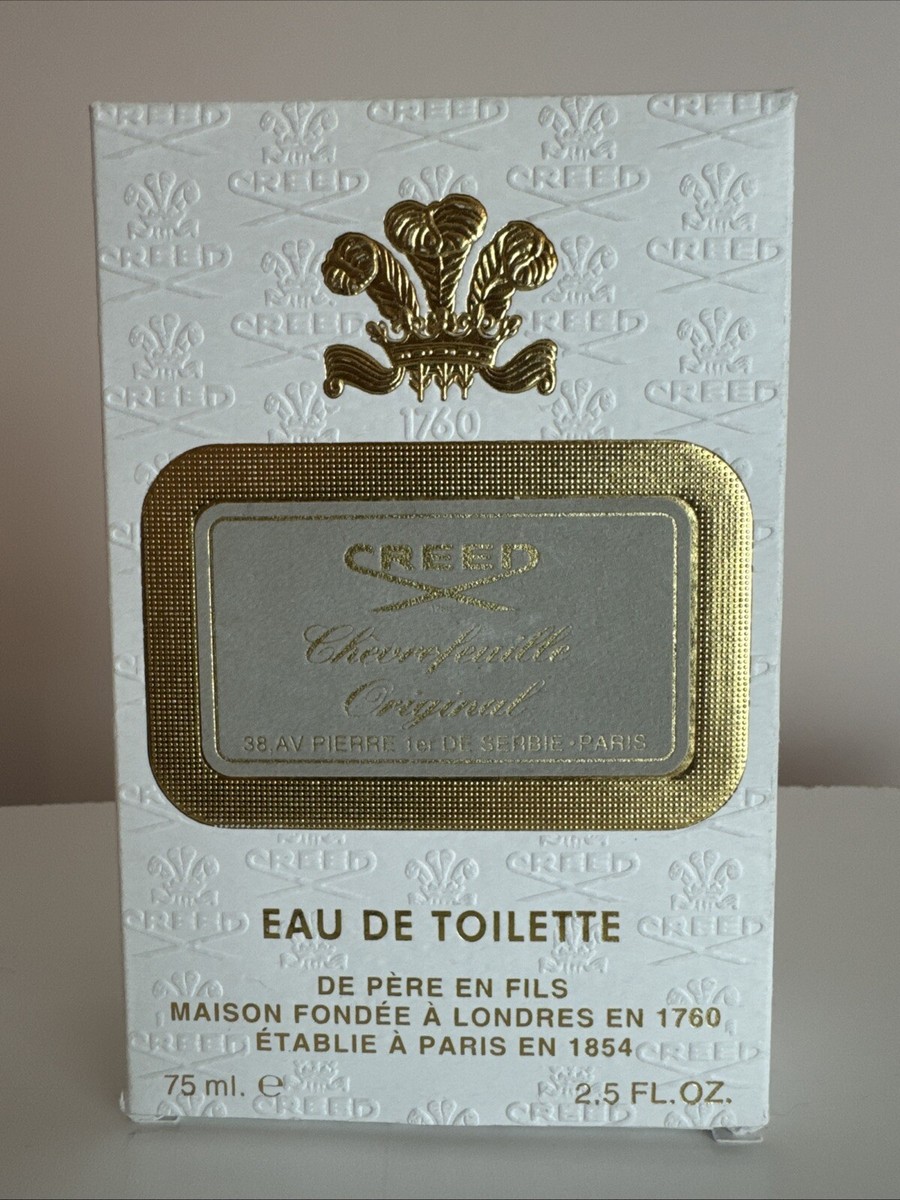 1760
CREED
Chèvrefeuille
Original
38, AV PIERRE 1er DE SERBIE - PARIS
EAU DE TOILETTE
DE PÈRE EN FILS
MAISON FONDÉE À LONDRES EN 1760
ÉTABLIE À PARIS EN 1854
75 ml. ℮ 2.5 FL.OZ.